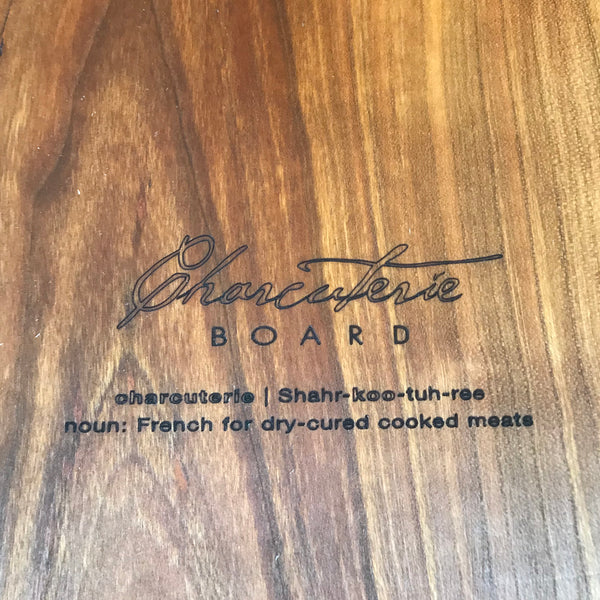 Charcuterie
BOARD
charcuterie | Shahr-koo-tuh-ree
noun: French for dry-cured cooked meats